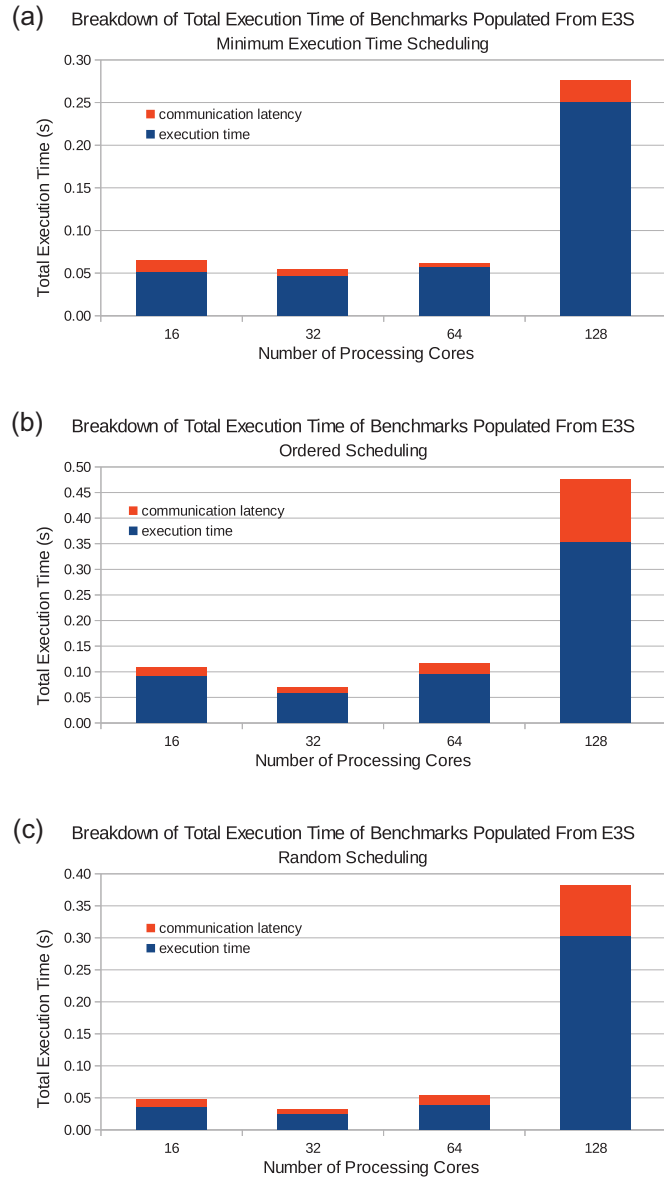 (a)
Breakdown of Total Execution Time of Benchmarks Populated From E3S
Minimum Execution Time Scheduling
0.30
0.25
0.20
0.15
0.10
0.05
0.00
Total Execution Time (s)
communication latency
execution time
16
32
64
128
Number of Processing Cores
(b)
Breakdown of Total Execution Time of Benchmarks Populated From E3S
Ordered Scheduling
0.50
0.45
0.40
0.35
0.30
0.25
0.20
0.15
0.10
0.05
0.00
Total Execution Time (s)
communication latency
execution time
16
32
64
128
Number of Processing Cores
(c)
Breakdown of Total Execution Time of Benchmarks Populated From E3S
Random Scheduling
0.40
0.35
0.30
0.25
0.20
0.15
0.10
0.05
0.00
Total Execution Time (s)
communication latency
execution time
16
32
64
128
Number of Processing Cores